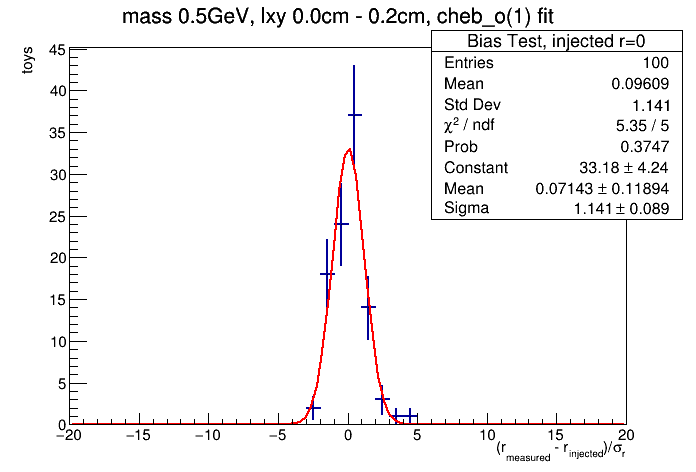 mass 0.5GeV, lxy 0.0cm - 0.2cm, cheb_o(1) fit
Bias Test, injected r=0
Entries 100
Mean 0.09609
Std Dev 1.141
χ² / ndf 5.35 / 5
Prob 0.3747
Constant 33.18 ± 4.24
Mean 0.07143 ± 0.11894
Sigma 1.141 ± 0.089
toys
45
40
35
30
25
20
15
10
5
0
−20 −15 −10 −5 0 5 10 15 20
(r_measured - r_injected)/σ_r